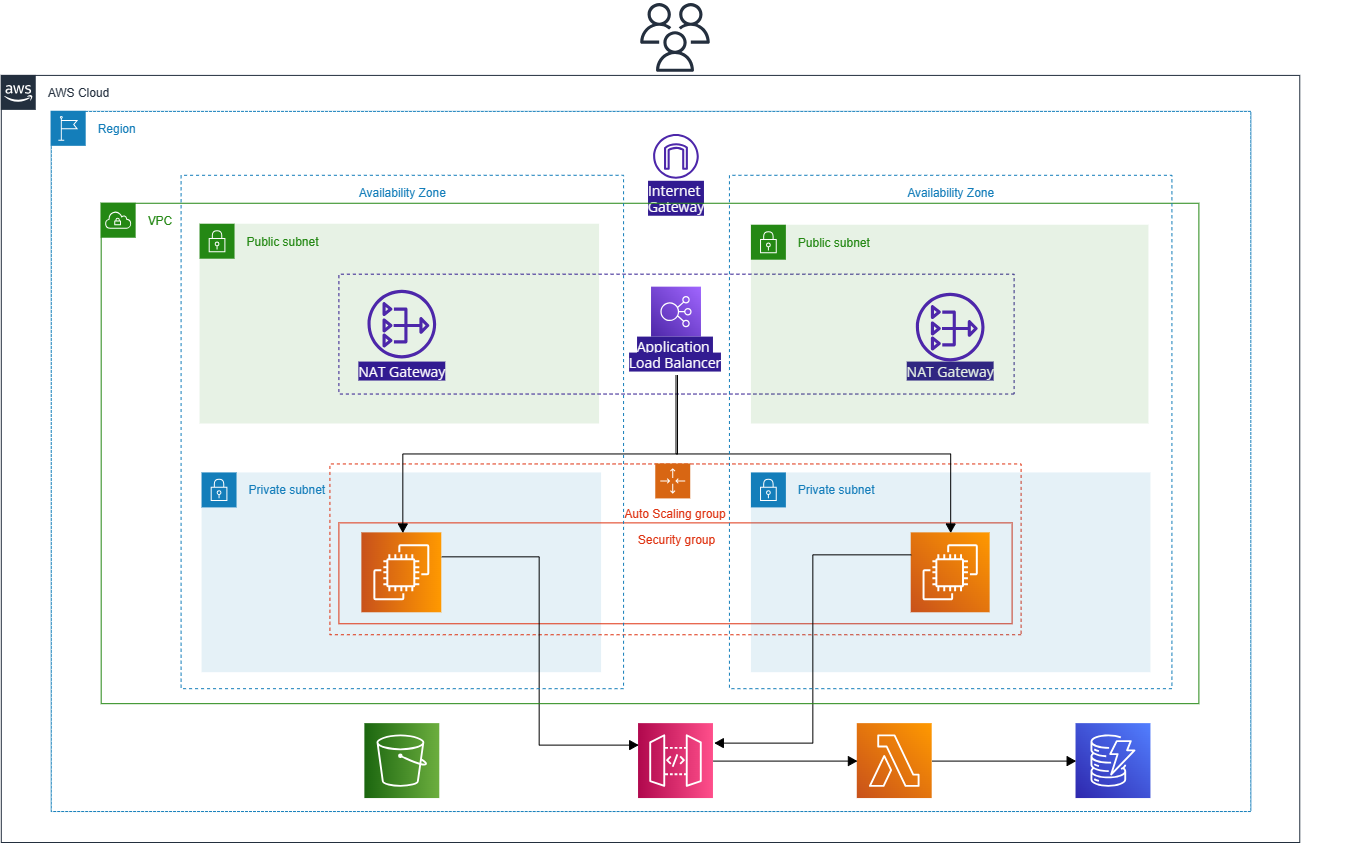 aws
AWS Cloud
Region
Internet
Gateway
Availability Zone
Availability Zone
VPC
Public subnet
Public subnet
Application
Load Balancer
NAT Gateway
NAT Gateway
Private subnet
Private subnet
Auto Scaling group
Security group
</>